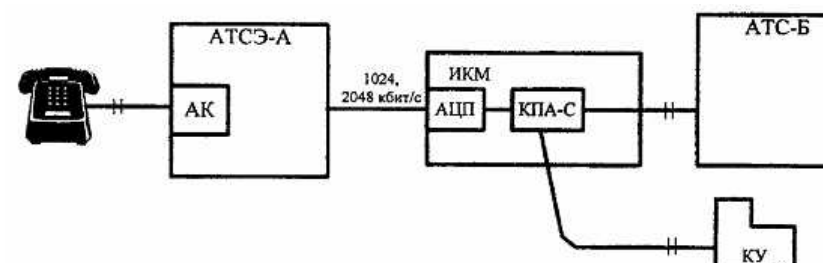 АТСЭ-А
АК
1024,
2048 кбит/с
ИКМ
АЦП
КПА-С
АТС-Б
КУ